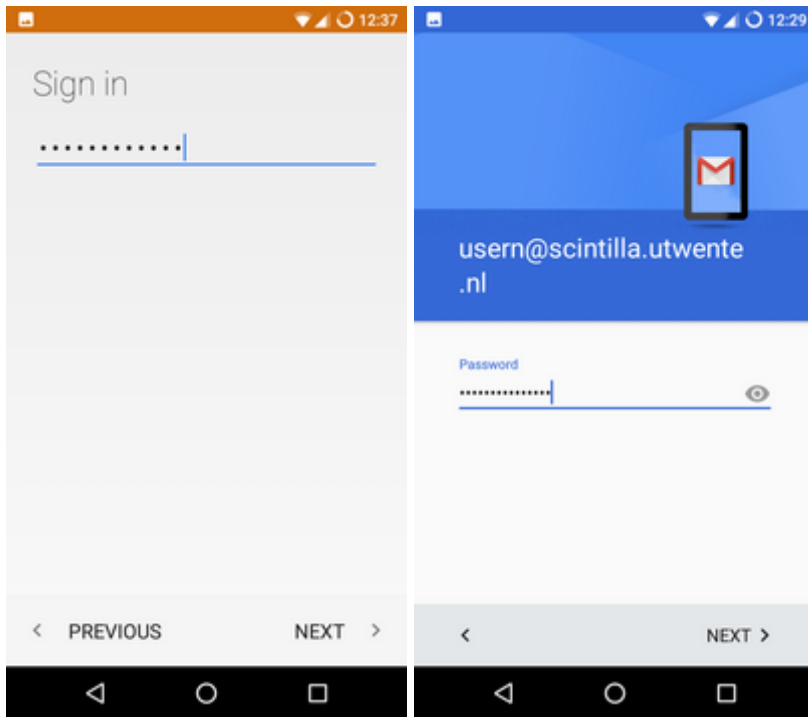 12:37
Sign in
............
PREVIOUS
NEXT
12:29
usern@scintilla.utwente
.nl
Password
...............
NEXT